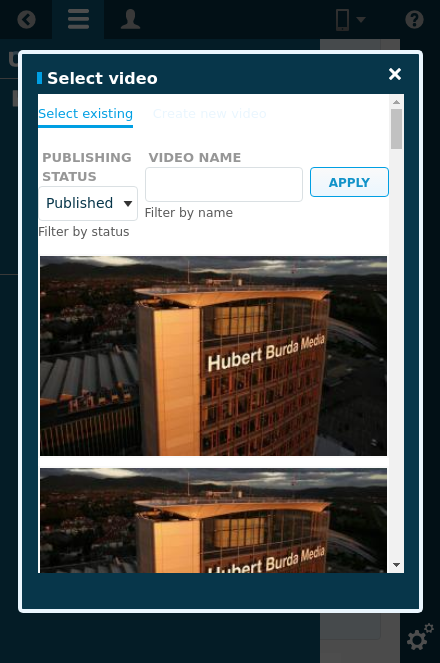 Select video
Select existing
Create new video
PUBLISHING
STATUS
VIDEO NAME
Published
APPLY
Filter by name
Filter by status
Hubert Burda Media
Hubert Burda Media